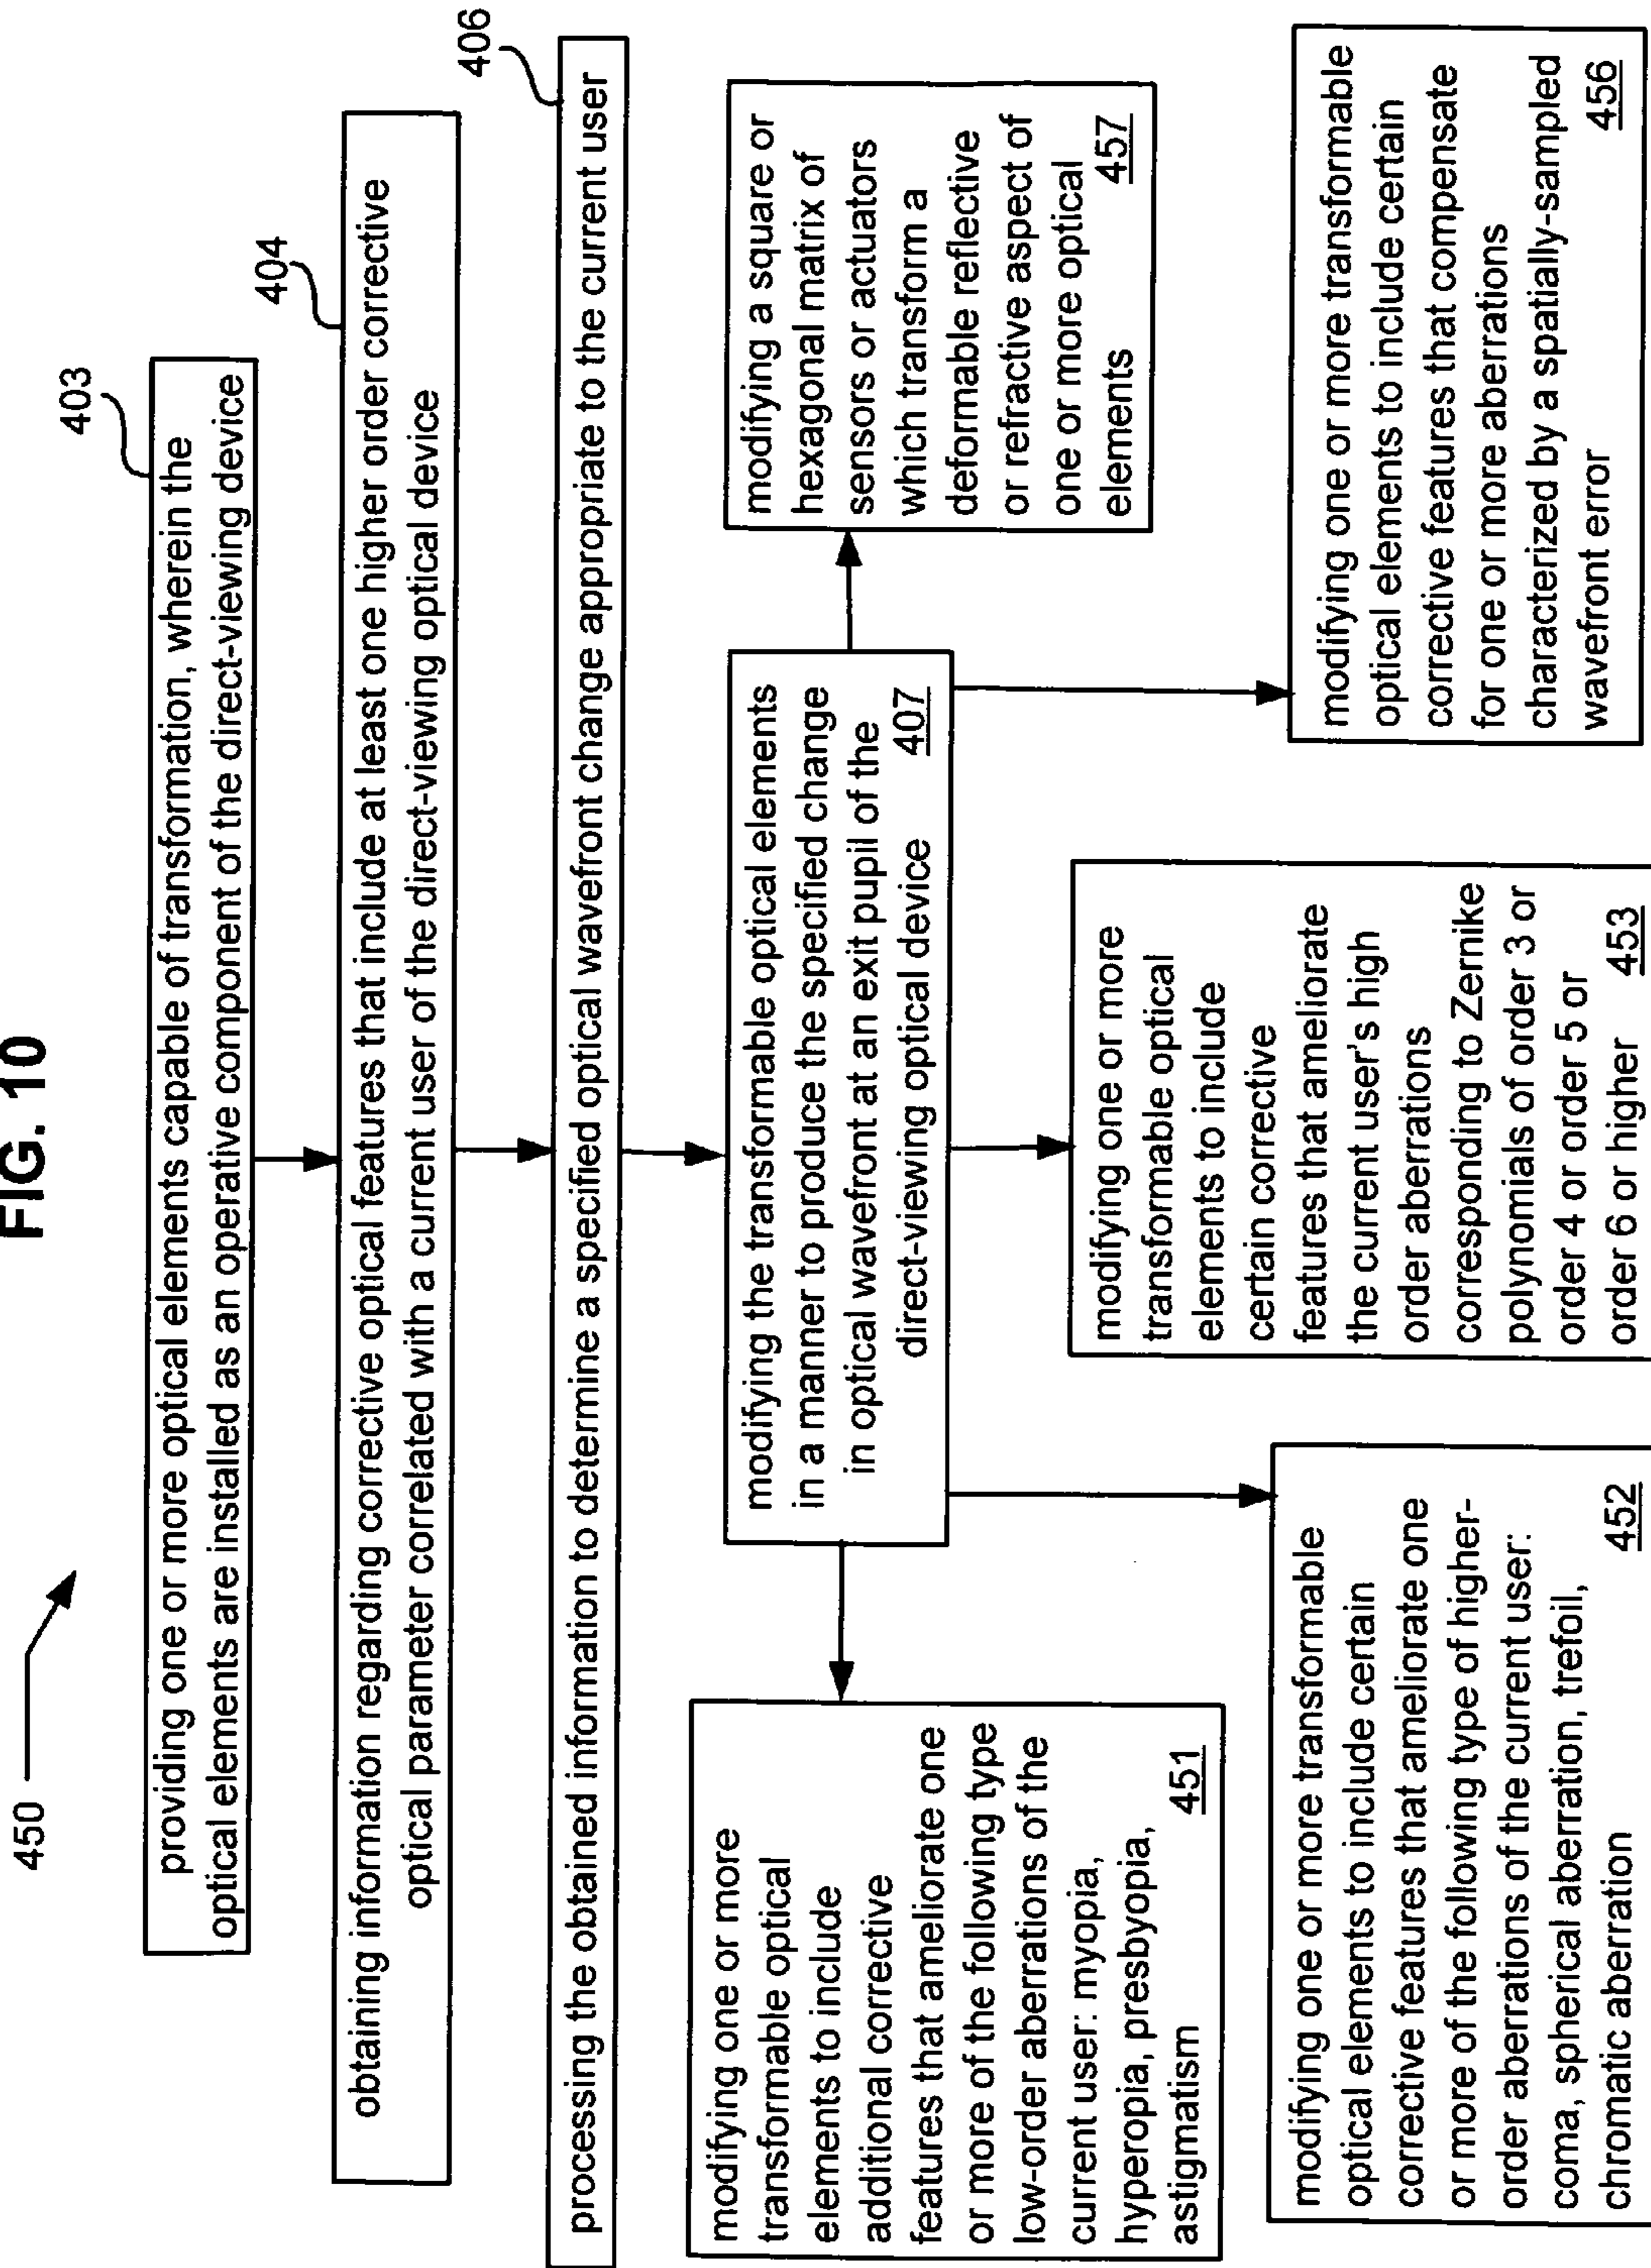 FIG. 10
450
403
providing one or more optical elements capable of transformation, wherein the
optical elements are installed as an operative component of the direct-viewing device
404
obtaining information regarding corrective optical features that include at least one higher order corrective
optical parameter correlated with a current user of the direct-viewing optical device
406
processing the obtained information to determine a specified optical wavefront change appropriate to the current user
modifying the transformable optical elements
in a manner to produce the specified change
in optical wavefront at an exit pupil of the
direct-viewing optical device 407
modifying one or more
transformable optical
elements to include
additional corrective
features that ameliorate one
or more of the following type
low-order aberrations of the
current user: myopia,
hyperopia, presbyopia,
astigmatism 451
modifying a square or
hexagonal matrix of
sensors or actuators
which transform a
deformable reflective
or refractive aspect of
one or more optical
elements 457
modifying one or more transformable
optical elements to include certain
corrective features that ameliorate one
or more of the following type of higher-
order aberrations of the current user:
coma, spherical aberration, trefoil,
chromatic aberration 452
modifying one or more
transformable optical
elements to include
certain corrective
features that ameliorate
the current user's high
order aberrations
corresponding to Zernike
polynomials of order 3 or
order 4 or order 5 or
order 6 or higher 453
modifying one or more transformable
optical elements to include certain
corrective features that compensate
for one or more aberrations
characterized by a spatially-sampled
wavefront error 456